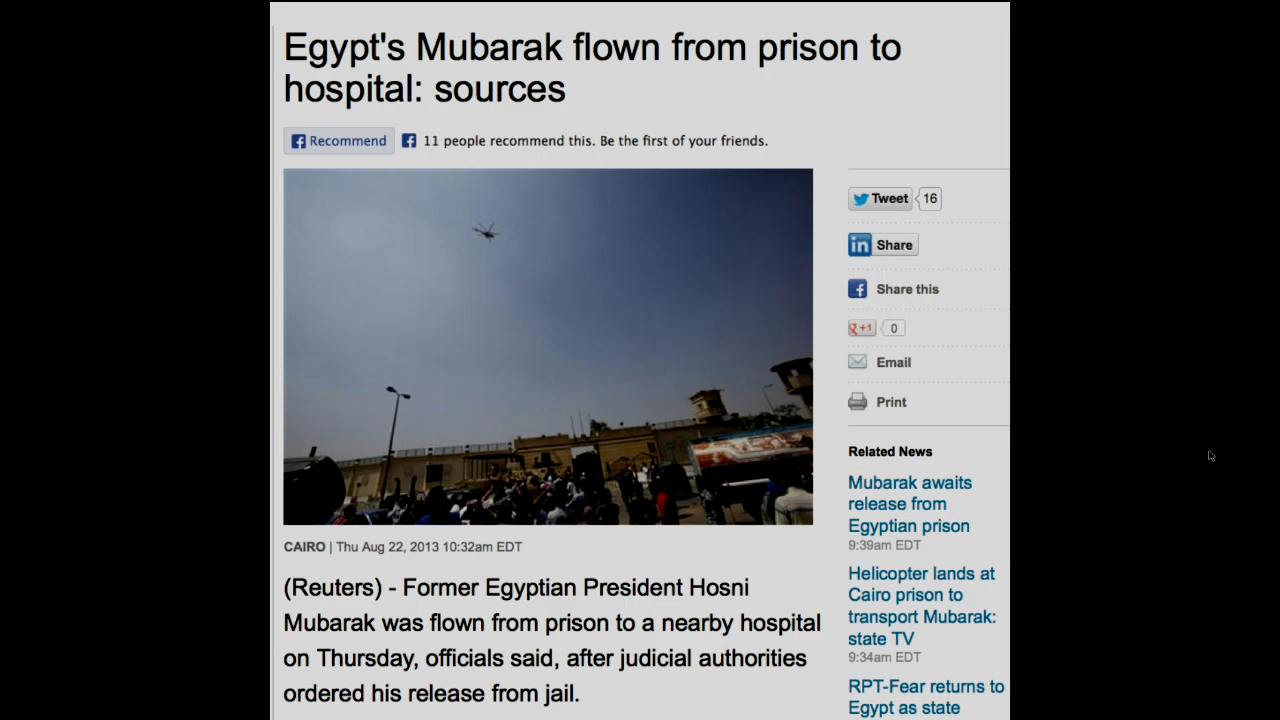 Egypt's Mubarak flown from prison to
hospital: sources
Recommend
11 people recommend this. Be the first of your friends.
Tweet
16
Share
Share this
+1
0
Email
Print
Related News
Mubarak awaits
release from
Egyptian prison
9:39am EDT
Helicopter lands at
Cairo prison to
transport Mubarak:
state TV
9:34am EDT
RPT-Fear returns to
Egypt as state
CAIRO | Thu Aug 22, 2013 10:32am EDT
(Reuters) - Former Egyptian President Hosni
Mubarak was flown from prison to a nearby hospital
on Thursday, officials said, after judicial authorities
ordered his release from jail.